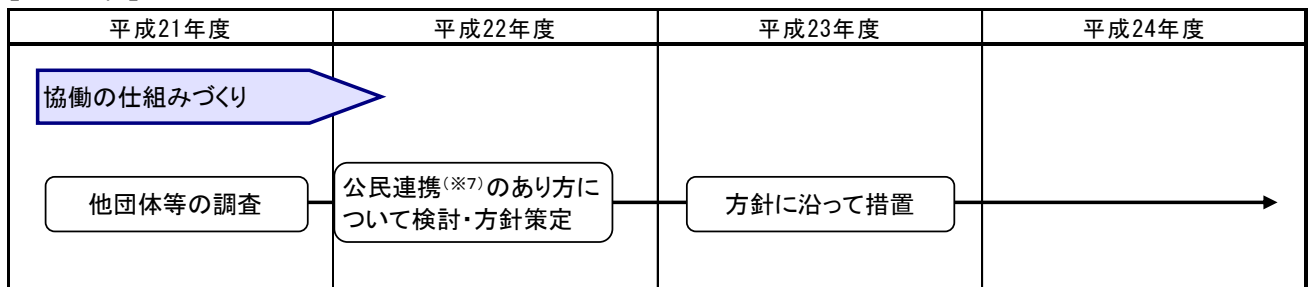 平成21年度
平成22年度
平成23年度
平成24年度
協働の仕組みづくり
他団体等の調査
公民連携(※7)のあり方に
ついて検討・方針策定
方針に沿って措置